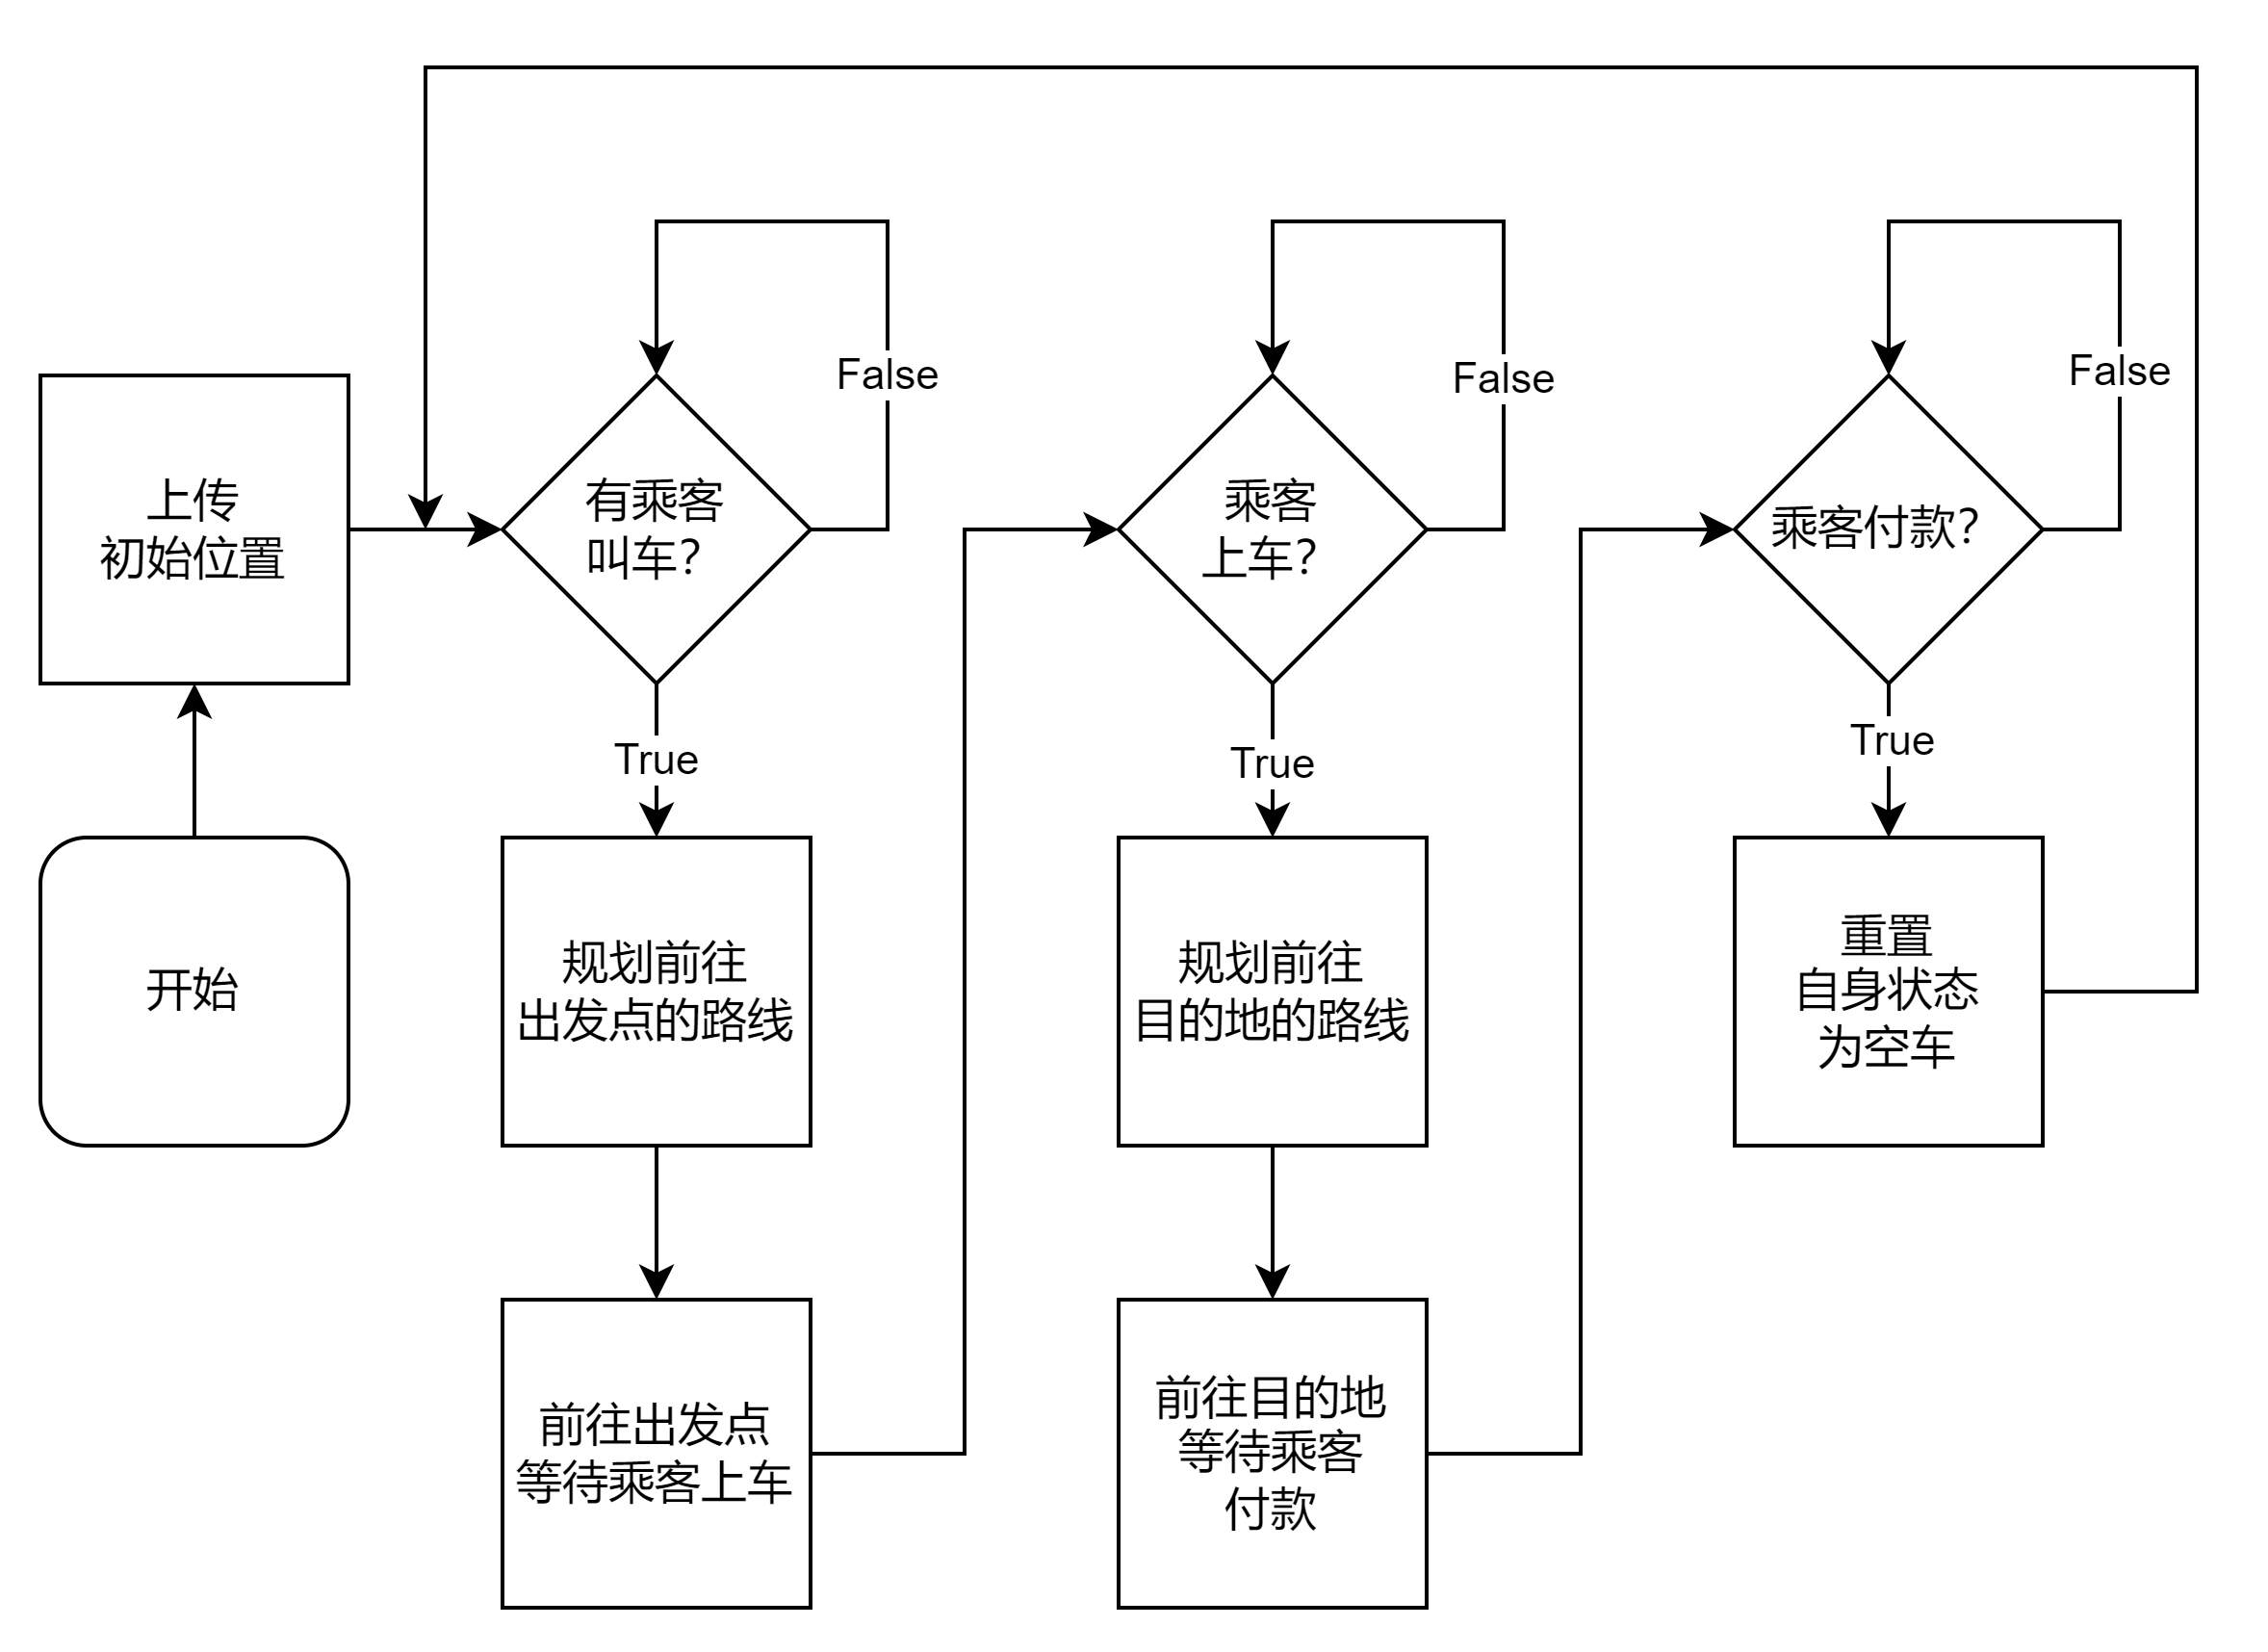 上传
初始位置
开始
有乘客
叫车?
False
True
规划前往
出发点的路线
前往出发点
等待乘客上车
乘客
上车?
False
True
规划前往
目的地的路线
前往目的地
等待乘客
付款
乘客付款?
False
True
重置
自身状态
为空车